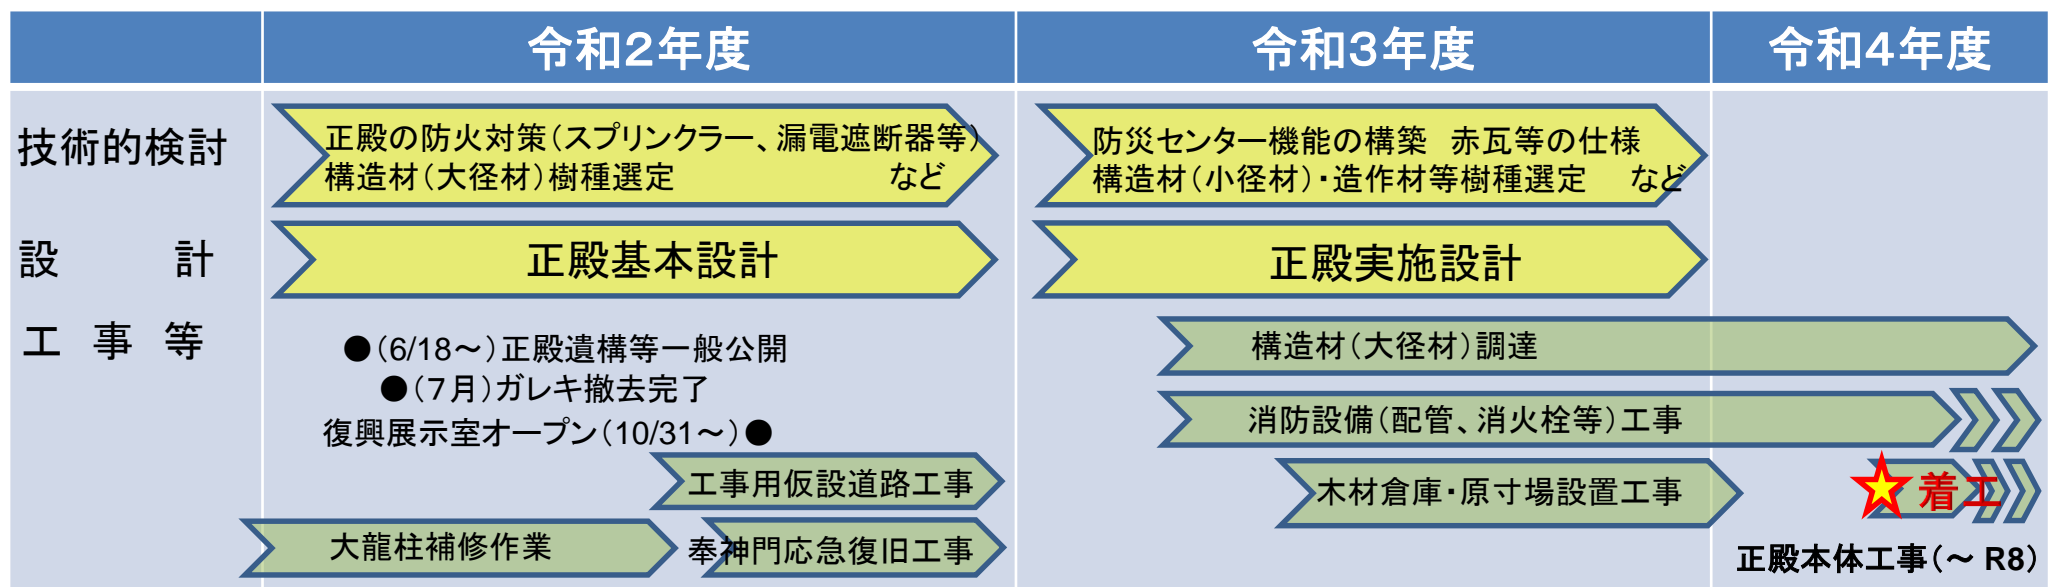 令和２年度
令和３年度
令和４年度
技術的検討
正殿の防火対策（スプリンクラー、漏電遮断器等）
構造材（大径材）樹種選定　など
防災センター機能の構築　赤瓦等の仕様
構造材（小径材）・造作材等樹種選定　など
設　計
正殿基本設計
正殿実施設計
工 事 等
●（6/18～）正殿遺構等一般公開
●（７月）ガレキ撤去完了
復興展示室オープン（10/31～）●
工事用仮設道路工事
大龍柱補修作業
奉神門応急復旧工事
構造材（大径材）調達
消防設備（配管、消火栓等）工事
木材倉庫・原寸場設置工事
着工
正殿本体工事（～ R8）